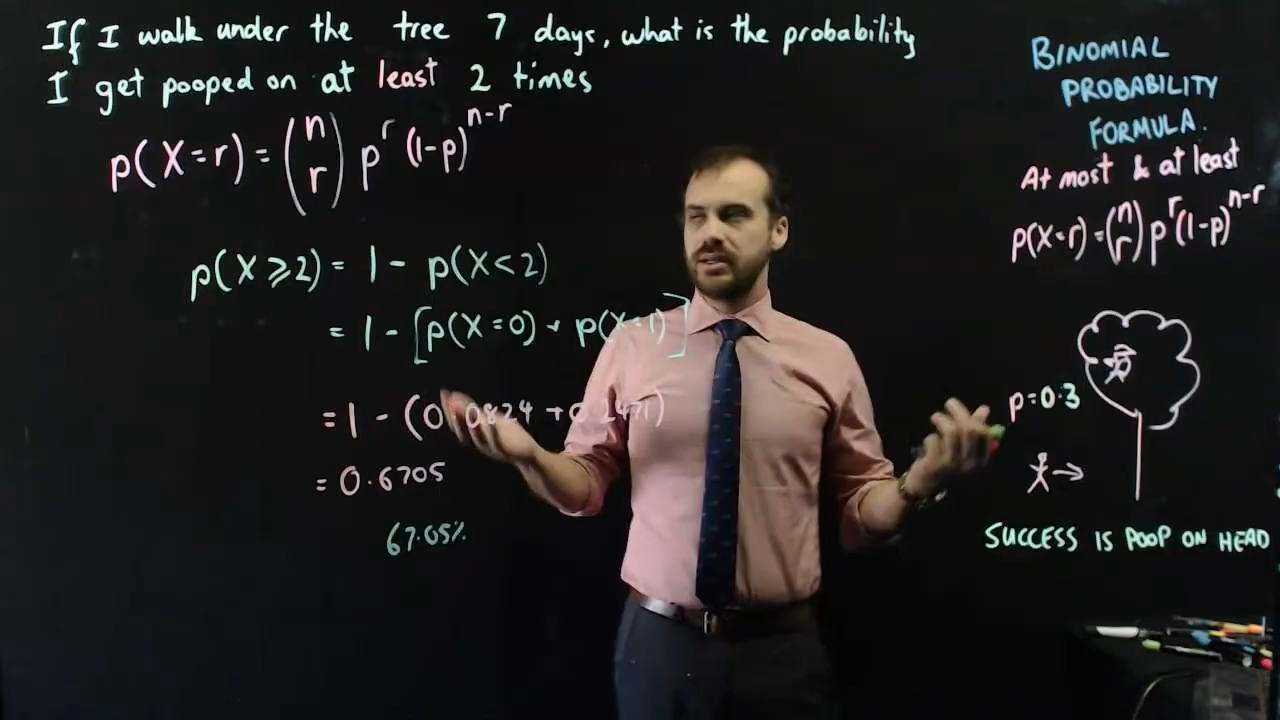 If I walk under the tree 7 days, what is the probability
I get pooped on at least 2 times
p(X=r) = (n r) p^r (1-p)^n-r
p(X⩾2) = 1 - p(X<2)
= 1 - [p(X=0) + p(X=1)]
= 1 - (0.0824 + 0.2471)
= 0.6705
67.05%
BINOMIAL
PROBABILITY
FORMULA.
At most & at least
p(X=r) = (n r) p^r (1-p)^n-r
p=0.3
SUCCESS IS POOP ON HEAD